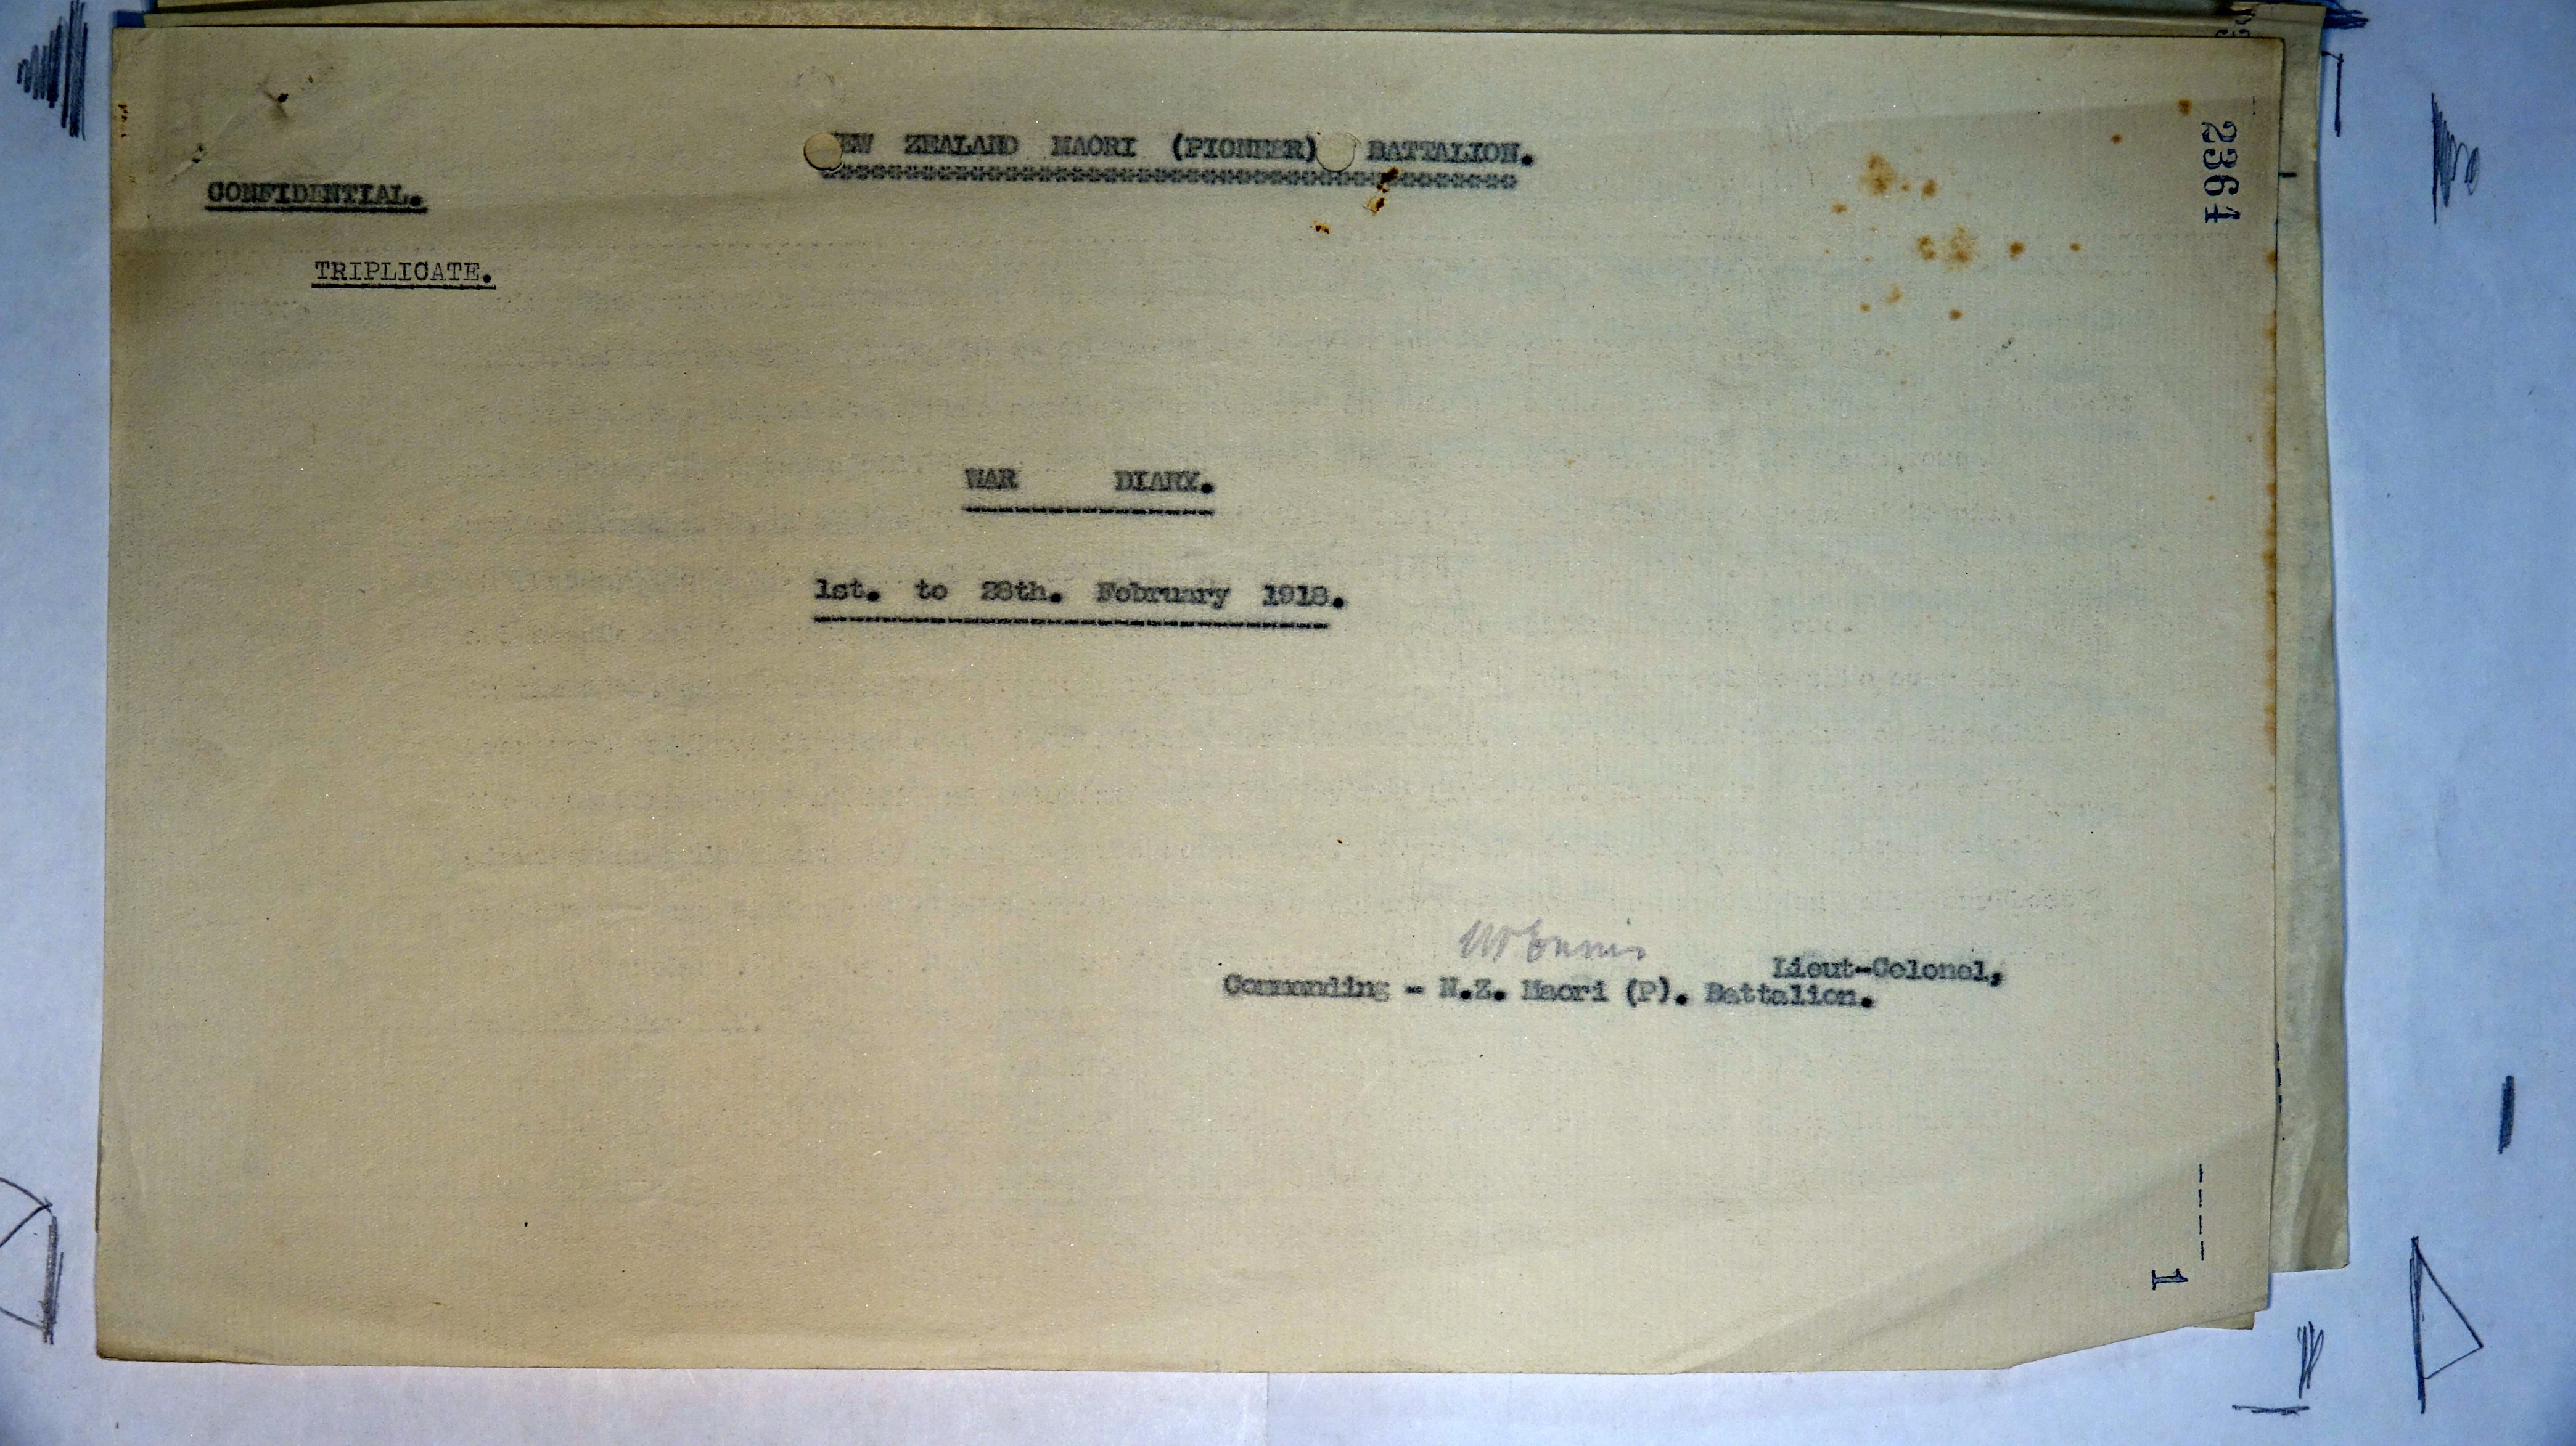 NEW ZEALAND MAORI (PIONEER) BATTALION.
CONFIDENTIAL.
TRIPLICATE.
WAR DIARY.
1st. to 28th. February 1918.
W Ennis
Lieut-Colonel,
Commanding - N.Z. Maori (P). Battalion.
2364
1